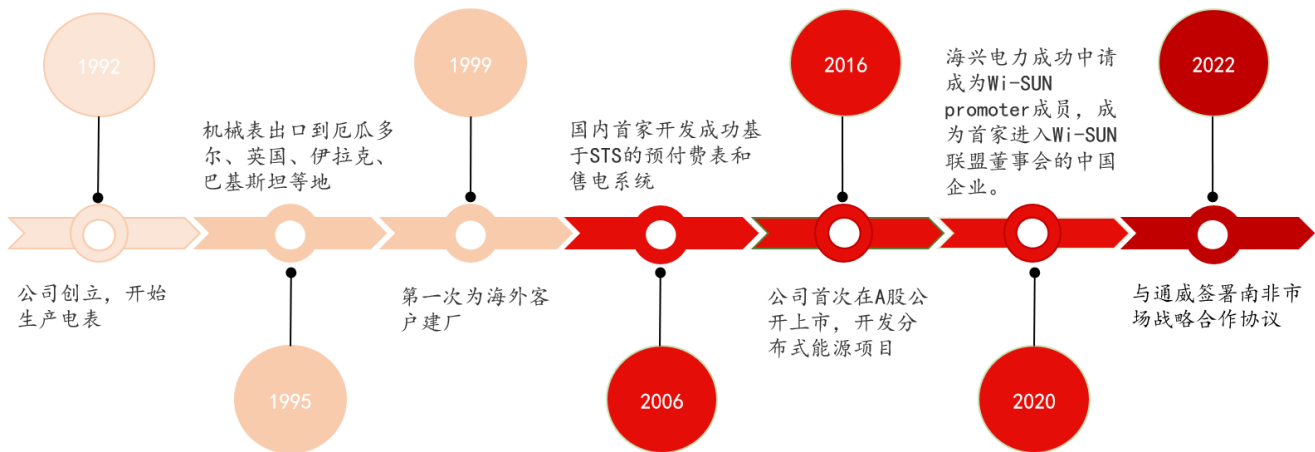 1992
公司创立，开始
生产电表
机械表出口到厄瓜多
尔、英国、伊拉克、
巴基斯坦等地
1995
1999
第一次为海外客
户建厂
国内首家开发成功基
于STS的预付费表和
售电系统
2006
2016
公司首次在A股公
开上市，开发分
布式能源项目
海兴电力成功中请
成为Wi-SUN
promoter成员，成
为首家进入Wi-SUN
联盟董事会的中国
企业。
2020
2022
与通威签署南非市
场战略合作协议